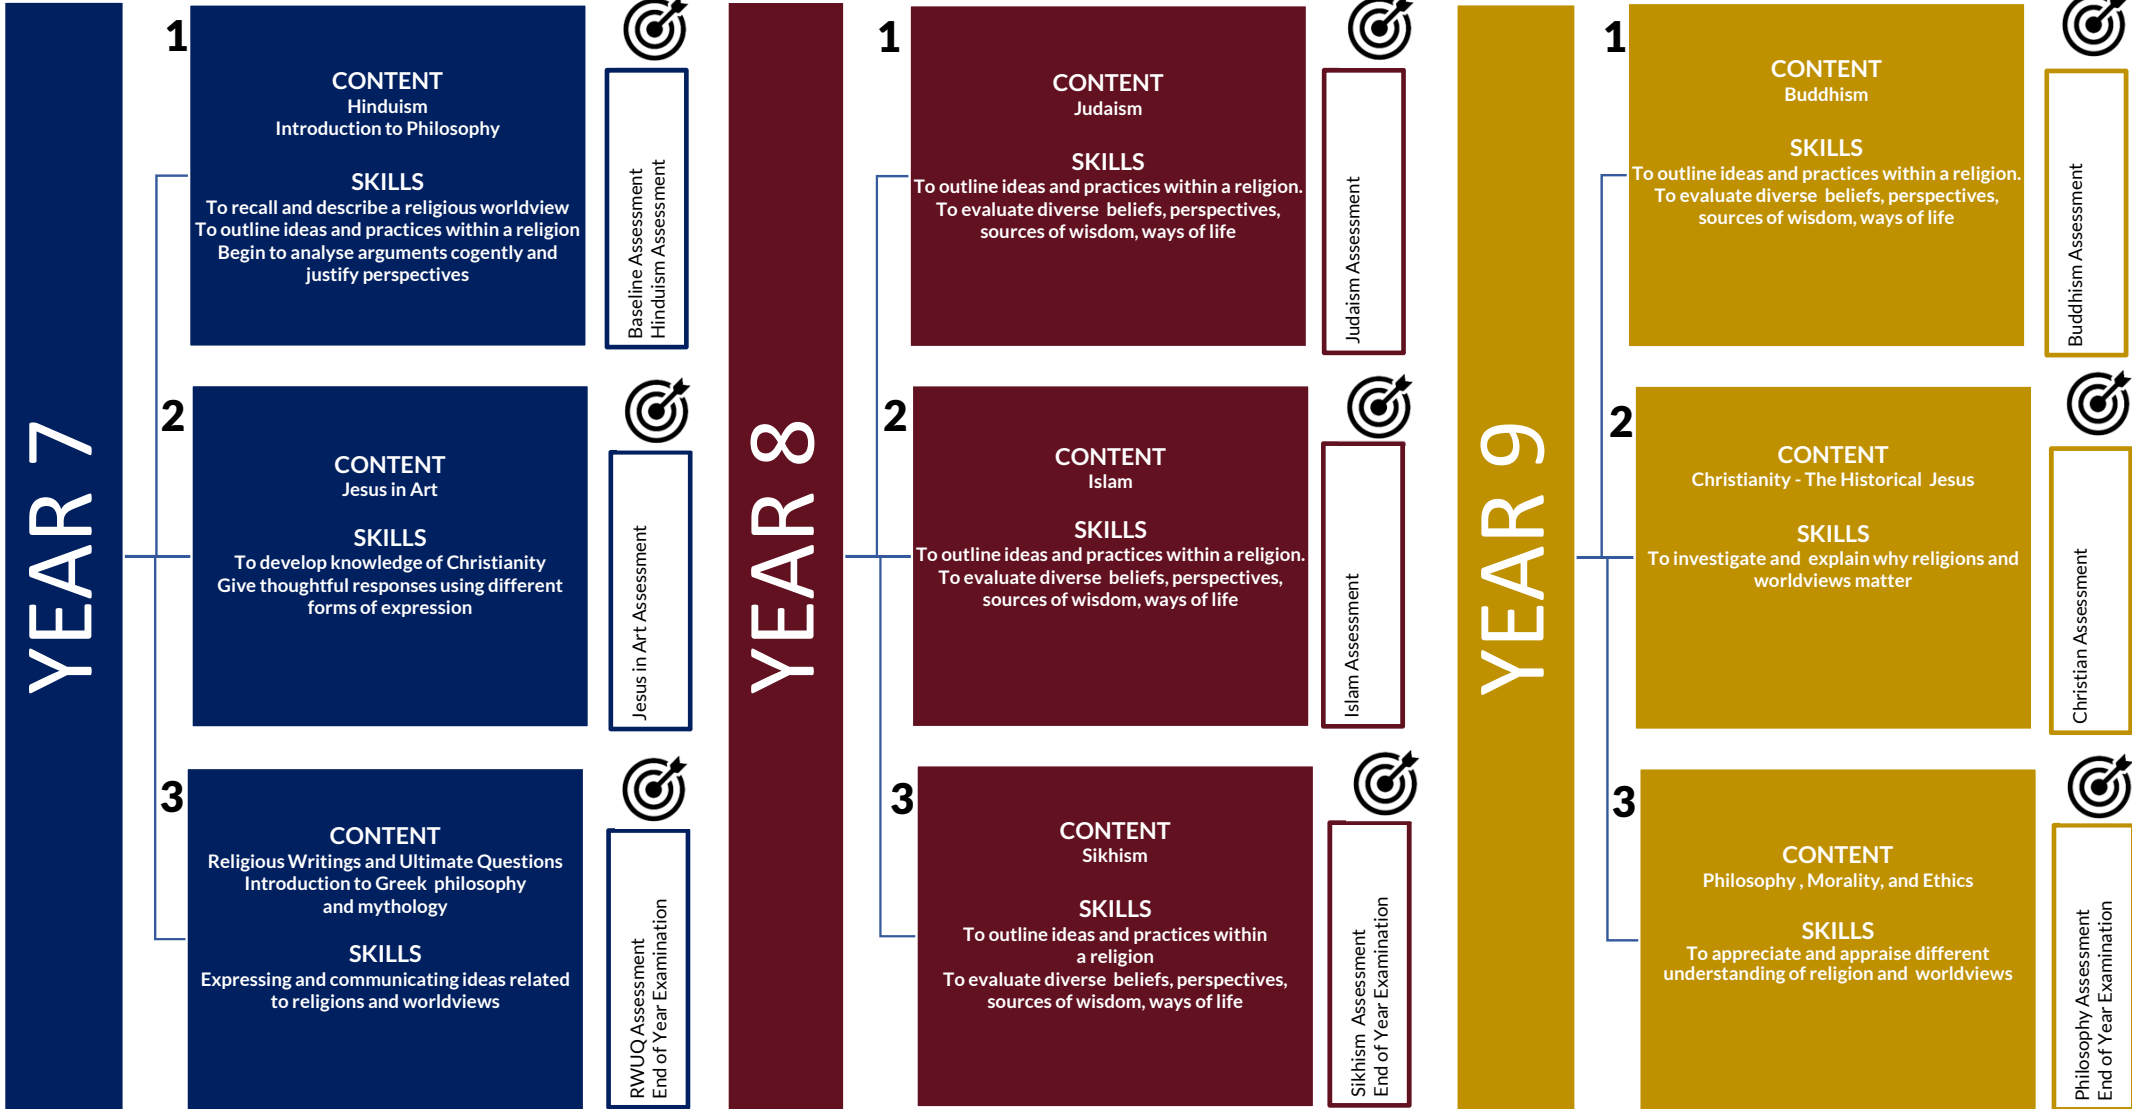 YEAR 7
1
CONTENT
Hinduism
Introduction to Philosophy
SKILLS
To recall and describe a religious worldview
To outline ideas and practices within a religion
Begin to analyse arguments cogently and
justify perspectives
Baseline Assessment
Hinduism Assessment
2
CONTENT
Jesus in Art
SKILLS
To develop knowledge of Christianity
Give thoughtful responses using different
forms of expression
Jesus in Art Assessment
3
CONTENT
Religious Writings and Ultimate Questions
Introduction to Greek philosophy
and mythology
SKILLS
Expressing and communicating ideas related
to religions and worldviews
RWUQ Assessment
End of Year Examination
YEAR 8
1
CONTENT
Judaism
SKILLS
To outline ideas and practices within a religion.
To evaluate diverse beliefs, perspectives,
sources of wisdom, ways of life
Judaism Assessment
2
CONTENT
Islam
SKILLS
To outline ideas and practices within a religion.
To evaluate diverse beliefs, perspectives,
sources of wisdom, ways of life
Islam Assessment
3
CONTENT
Sikhism
SKILLS
To outline ideas and practices within
a religion
To evaluate diverse beliefs, perspectives,
sources of wisdom, ways of life
Sikhism Assessment
End of Year Examination
YEAR 9
1
CONTENT
Buddhism
SKILLS
To outline ideas and practices within a religion.
To evaluate diverse beliefs, perspectives,
sources of wisdom, ways of life
Buddhism Assessment
2
CONTENT
Christianity - The Historical Jesus
SKILLS
To investigate and explain why religions and
worldviews matter
Christian Assessment
3
CONTENT
Philosophy , Morality, and Ethics
SKILLS
To appreciate and appraise different
understanding of religion and worldviews
Philosophy Assessment
End of Year Examination